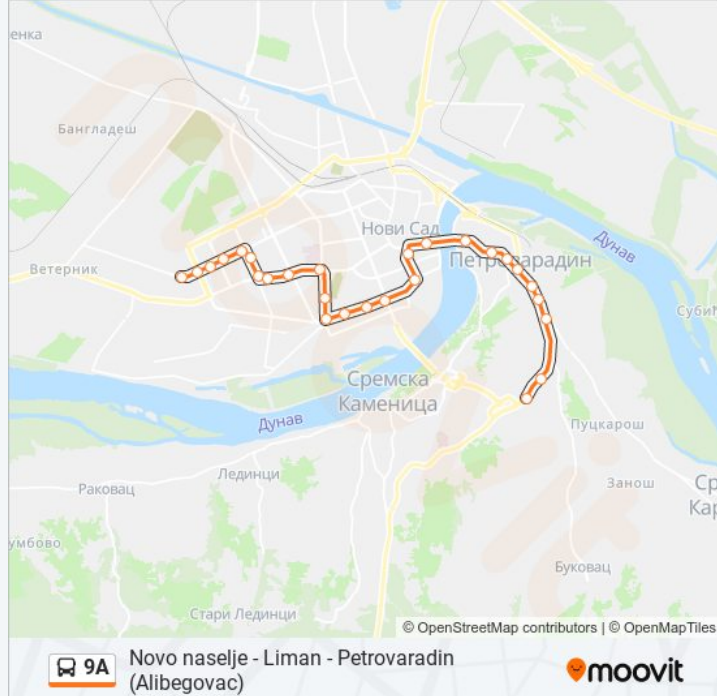 енка
Бангладеш
Нови Сад
Дунав
Ветерник
Петроварадин
Сремска
Каменица
Дунав
Пуцкарош
Лединци
Раковац
Занош
Ср
Кар
умбово
Буковац
Стари Лединци
© OpenStreetMap contributors | © OpenMapTiles
9A
Novo naselje - Liman - Petrovaradin
(Alibegovac)
moovit